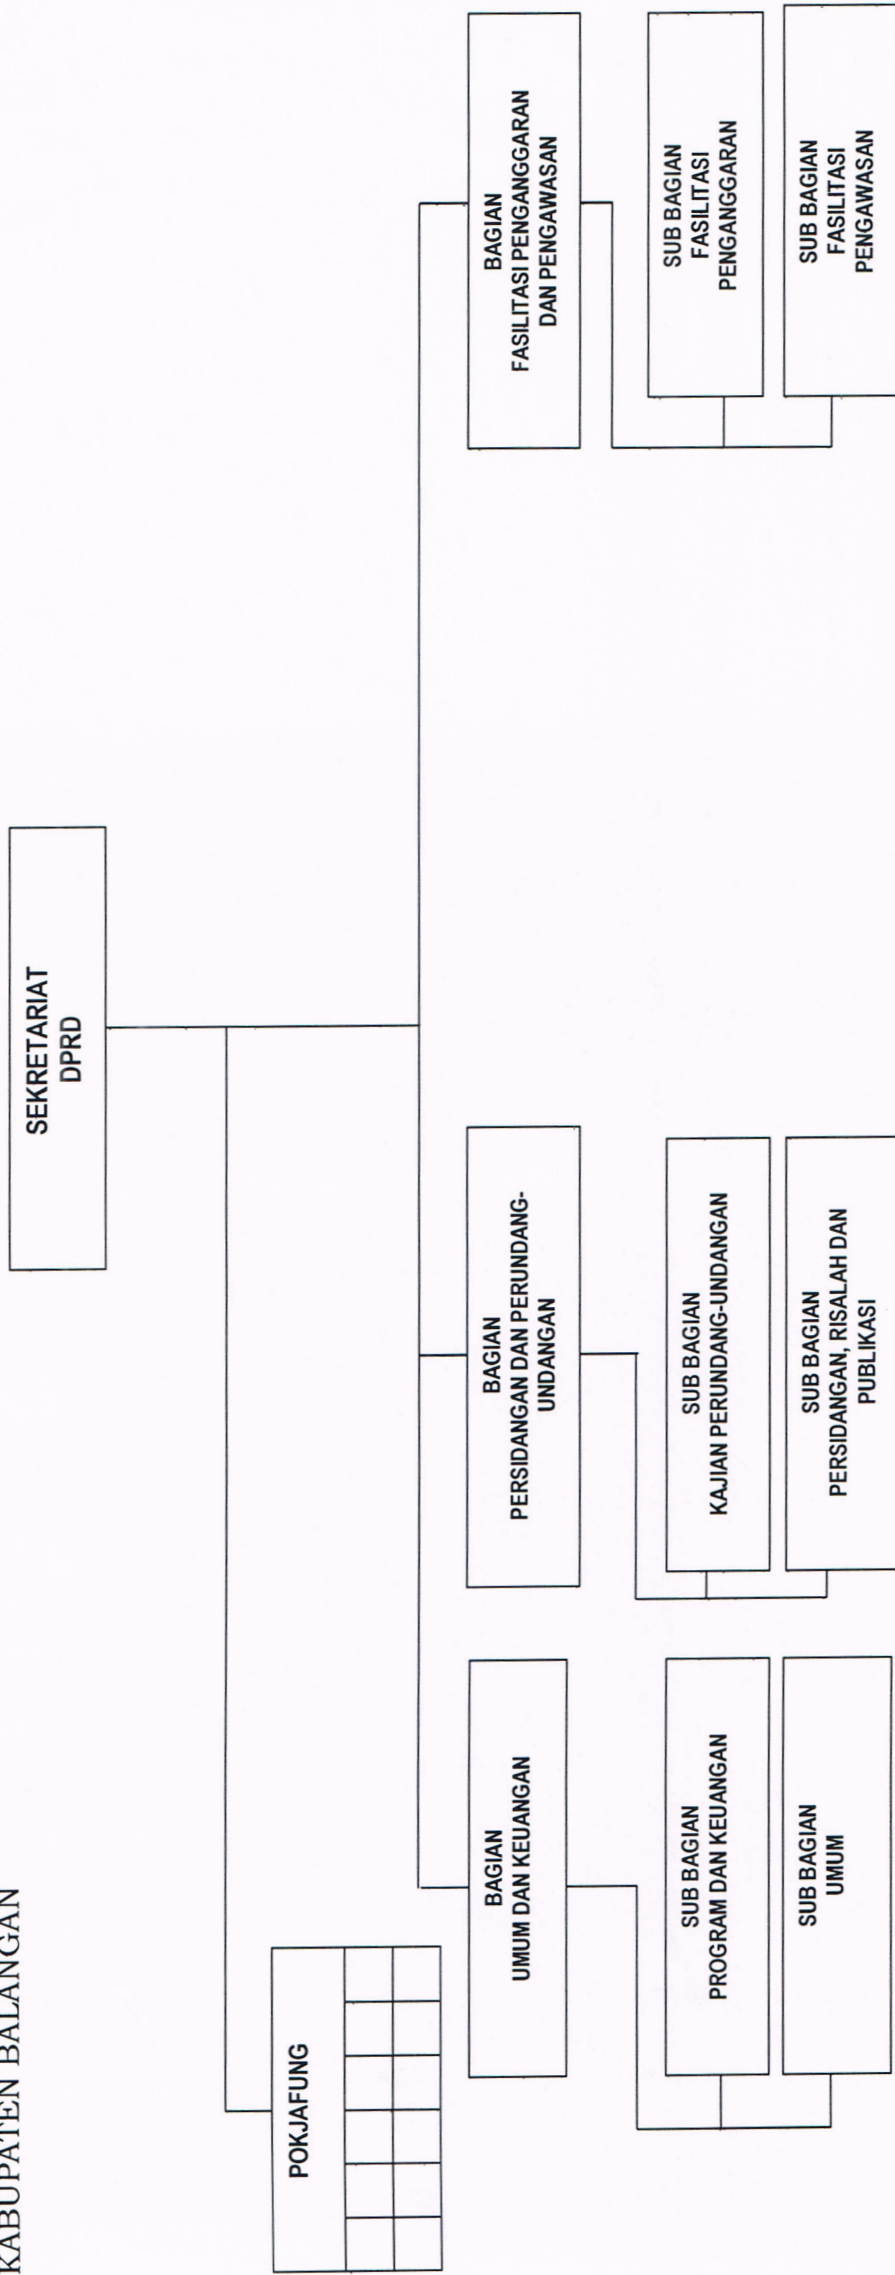 KABUPATEN BALANGAN
SEKRETARIAT
DPRD
POKJAFUNG
BAGIAN
UMUM DAN KEUANGAN
BAGIAN
PERSIDANGAN DAN PERUNDANG-
UNDANGAN
BAGIAN
FASILITASI PENGANGGARAN
DAN PENGAWASAN
SUB BAGIAN
PROGRAM DAN KEUANGAN
SUB BAGIAN
KAJIAN PERUNDANG-UNDANGAN
SUB BAGIAN
FASILITASI
PENGANGGARAN
SUB BAGIAN
UMUM
SUB BAGIAN
PERSIDANGAN, RISALAH DAN
PUBLIKASI
SUB BAGIAN
FASILITASI
PENGAWASAN